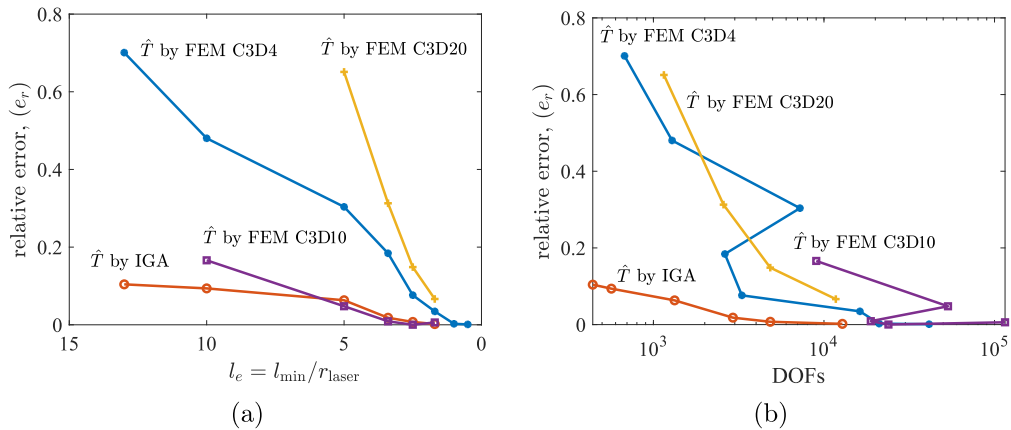 0.8
0.6
0.4
0.2
0
15
10
5
0
relative error, (e_r)
T̂ by FEM C3D4
T̂ by FEM C3D20
T̂ by IGA
T̂ by FEM C3D10
l_e = l_min/r_laser
(a)
0.8
0.6
0.4
0.2
0
10^3
10^4
10^5
relative error, (e_r)
T̂ by FEM C3D4
T̂ by FEM C3D20
T̂ by FEM C3D10
T̂ by IGA
DOFs
(b)